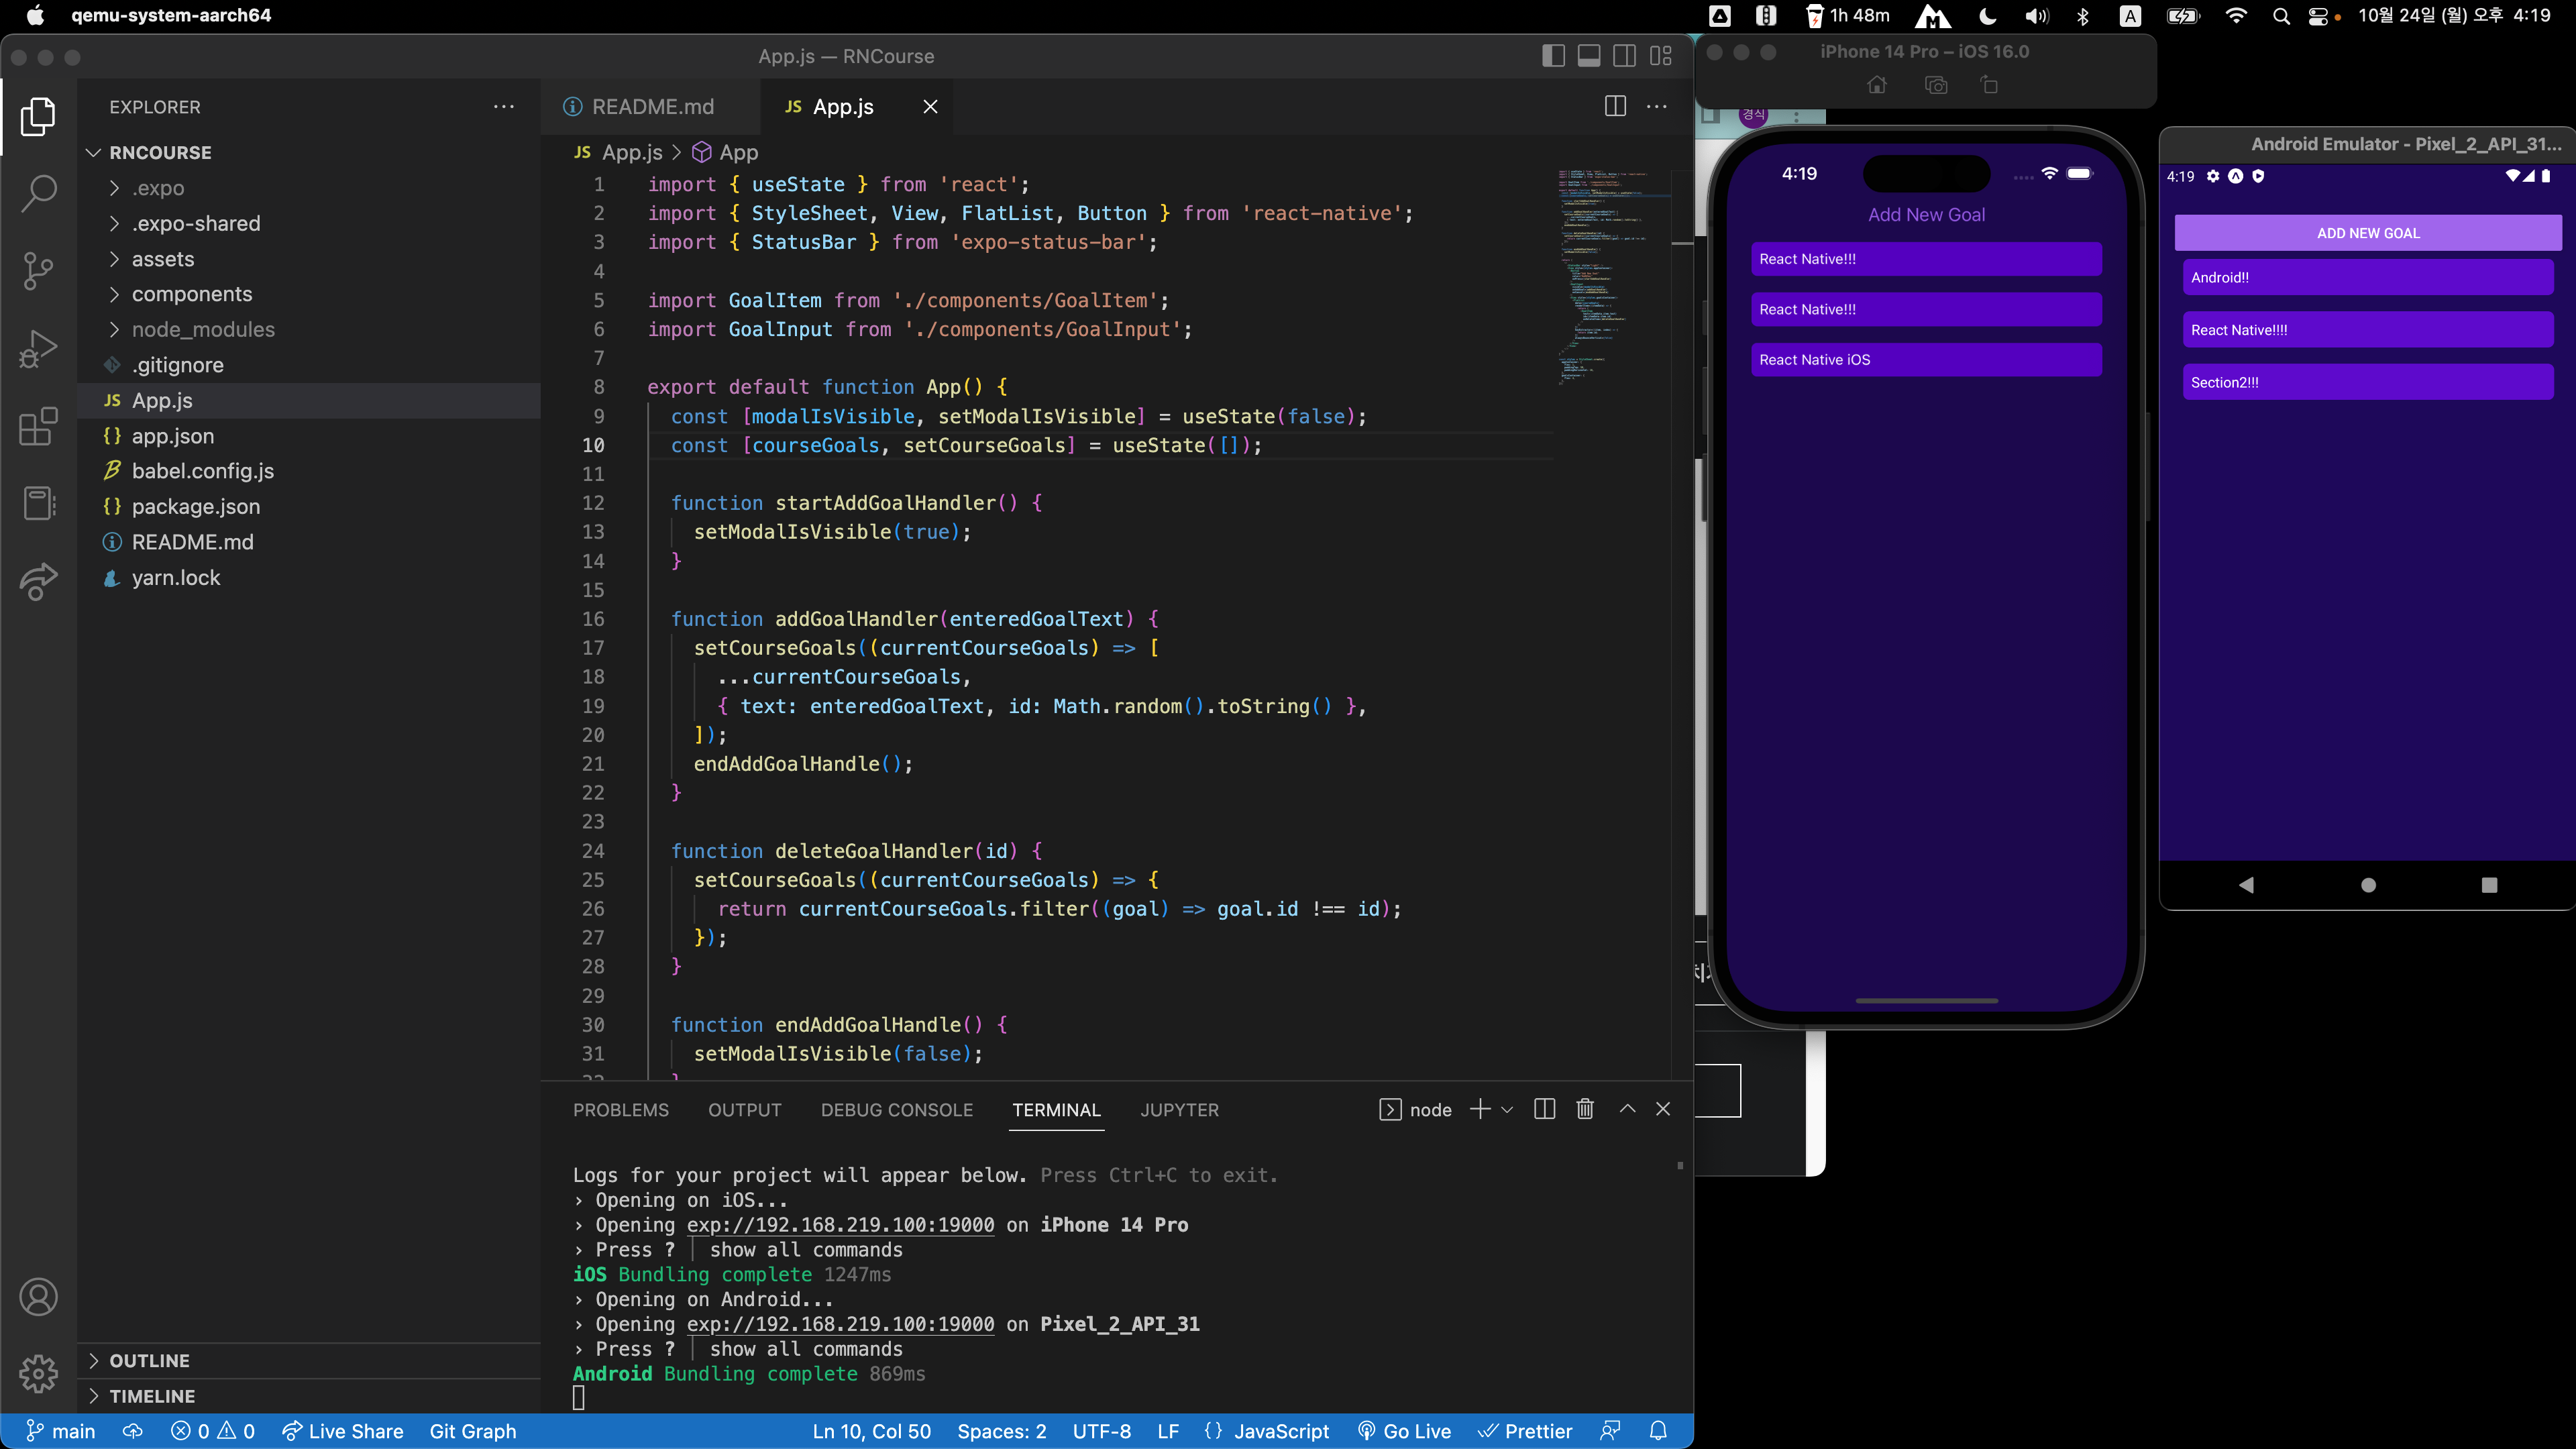 qemu-system-aarch64
1h 48m
A
10월 24일 (월) 오후 4:19
App.js — RNCourse
EXPLORER
RNCOURSE
.expo
.expo-shared
assets
components
node_modules
.gitignore
JS App.js
{} app.json
babel.config.js
{} package.json
README.md
yarn.lock
OUTLINE
TIMELINE
README.md
JS App.js
JS App.js > App
1 import { useState } from 'react';
2 import { StyleSheet, View, FlatList, Button } from 'react-native';
3 import { StatusBar } from 'expo-status-bar';
4
5 import GoalItem from './components/GoalItem';
6 import GoalInput from './components/GoalInput';
7
8 export default function App() {
9 const [modalIsVisible, setModalIsVisible] = useState(false);
10 const [courseGoals, setCourseGoals] = useState([]);
11
12 function startAddGoalHandler() {
13 setModalIsVisible(true);
14 }
15
16 function addGoalHandler(enteredGoalText) {
17 setCourseGoals((currentCourseGoals) => [
18 ...currentCourseGoals,
19 { text: enteredGoalText, id: Math.random().toString() },
20 ]);
21 endAddGoalHandle();
22 }
23
24 function deleteGoalHandler(id) {
25 setCourseGoals((currentCourseGoals) => {
26 return currentCourseGoals.filter((goal) => goal.id !== id);
27 });
28 }
29
30 function endAddGoalHandle() {
31 setModalIsVisible(false);
PROBLEMS OUTPUT DEBUG CONSOLE TERMINAL JUPYTER
node
Logs for your project will appear below. Press Ctrl+C to exit.
› Opening on iOS...
› Opening exp://192.168.219.100:19000 on iPhone 14 Pro
› Press ? │ show all commands
iOS Bundling complete 1247ms
› Opening on Android...
› Opening exp://192.168.219.100:19000 on Pixel_2_API_31
› Press ? │ show all commands
Android Bundling complete 869ms
main
0 0
Live Share
Git Graph
Ln 10, Col 50
Spaces: 2
UTF-8
LF
{} JavaScript
Go Live
Prettier
iPhone 14 Pro – iOS 16.0
경식
4:19
Add New Goal
React Native!!!
React Native!!!
React Native iOS
Android Emulator - Pixel_2_API_31...
4:19
ADD NEW GOAL
Android!!
React Native!!!!
Section2!!!